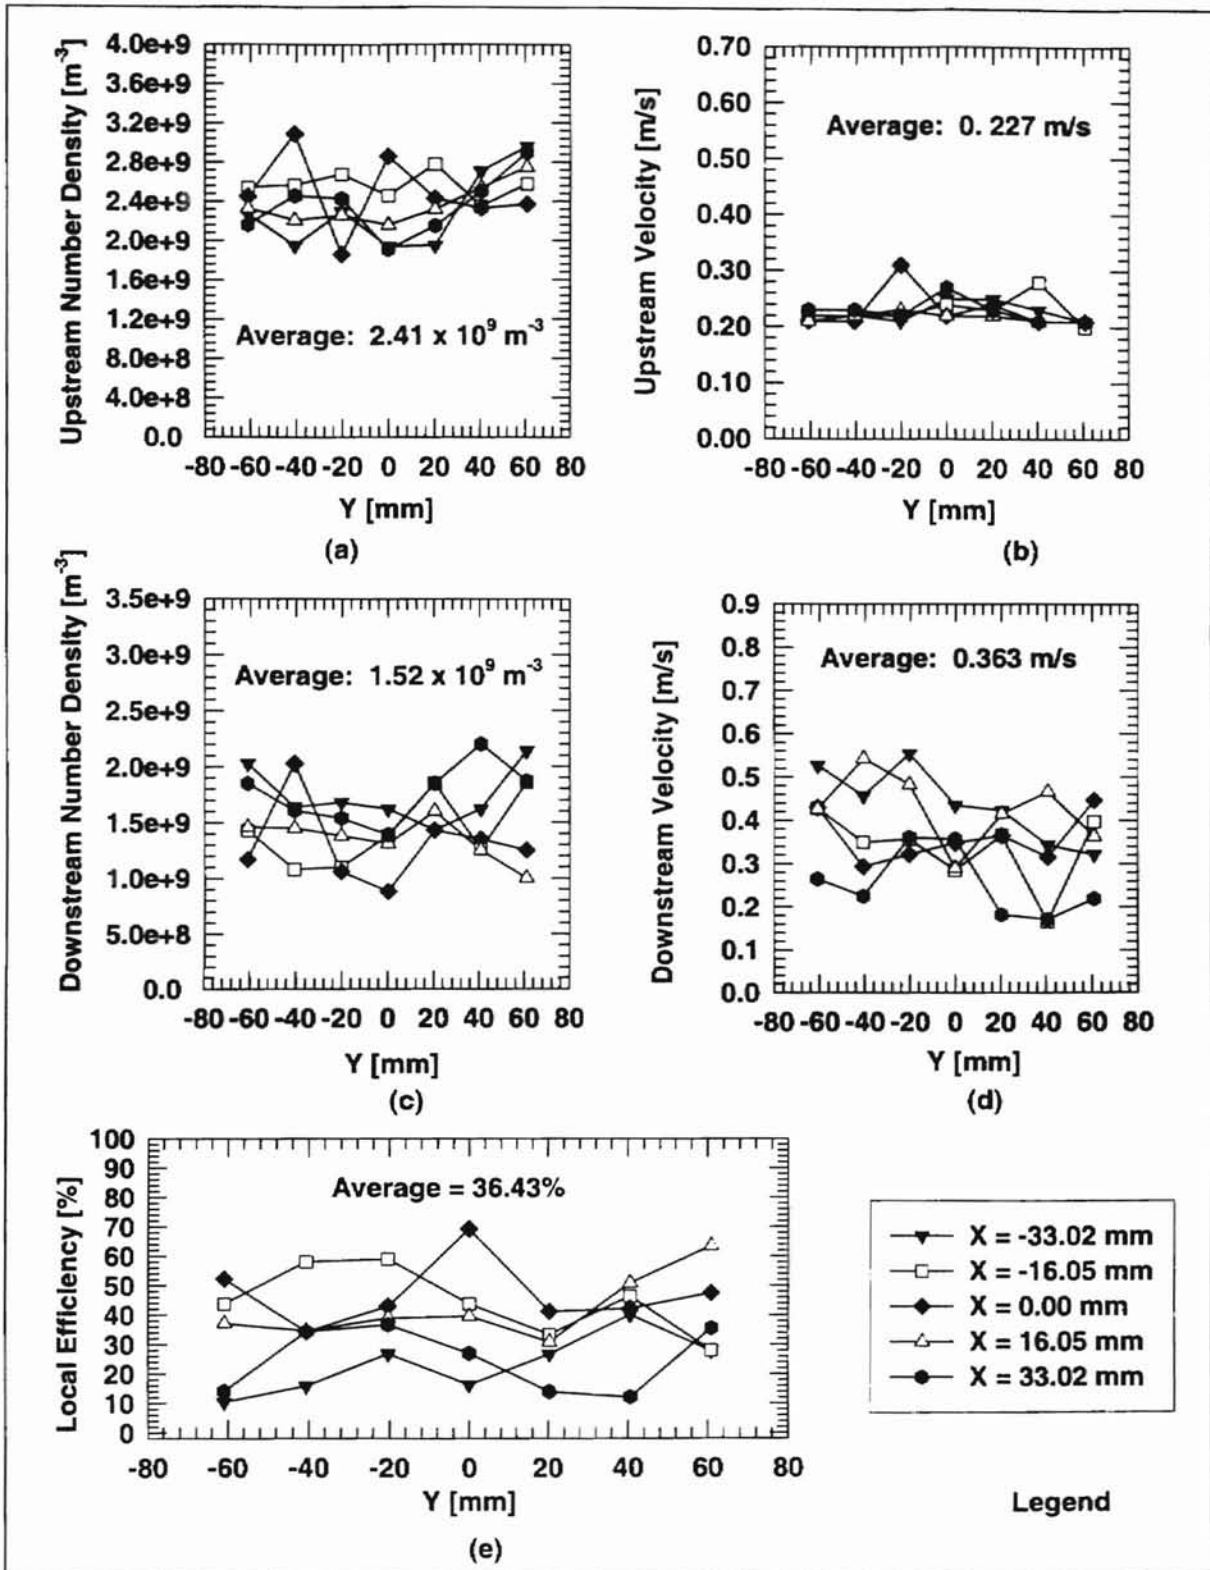 Upstream Number Density [m⁻³]
4.0e+9
3.6e+9
3.2e+9
2.8e+9
2.4e+9
2.0e+9
1.6e+9
1.2e+9
8.0e+8
4.0e+8
0.0
Average: 2.41 x 10⁹ m⁻³
-80 -60 -40 -20 0 20 40 60 80
Y [mm]
(a)
Upstream Velocity [m/s]
0.70
0.60
0.50
0.40
0.30
0.20
0.10
0.00
Average: 0. 227 m/s
-80 -60 -40 -20 0 20 40 60 80
Y [mm]
(b)
Downstream Number Density [m⁻³]
3.5e+9
3.0e+9
2.5e+9
2.0e+9
1.5e+9
1.0e+9
5.0e+8
0.0
Average: 1.52 x 10⁹ m⁻³
-80 -60 -40 -20 0 20 40 60 80
Y [mm]
(c)
Downstream Velocity [m/s]
0.9
0.8
0.7
0.6
0.5
0.4
0.3
0.2
0.1
0.0
Average: 0.363 m/s
-80 -60 -40 -20 0 20 40 60 80
Y [mm]
(d)
Local Efficiency [%]
100
90
80
70
60
50
40
30
20
10
0
Average = 36.43%
-80 -60 -40 -20 0 20 40 60 80
Y [mm]
(e)
X = -33.02 mm
X = -16.05 mm
X = 0.00 mm
X = 16.05 mm
X = 33.02 mm
Legend